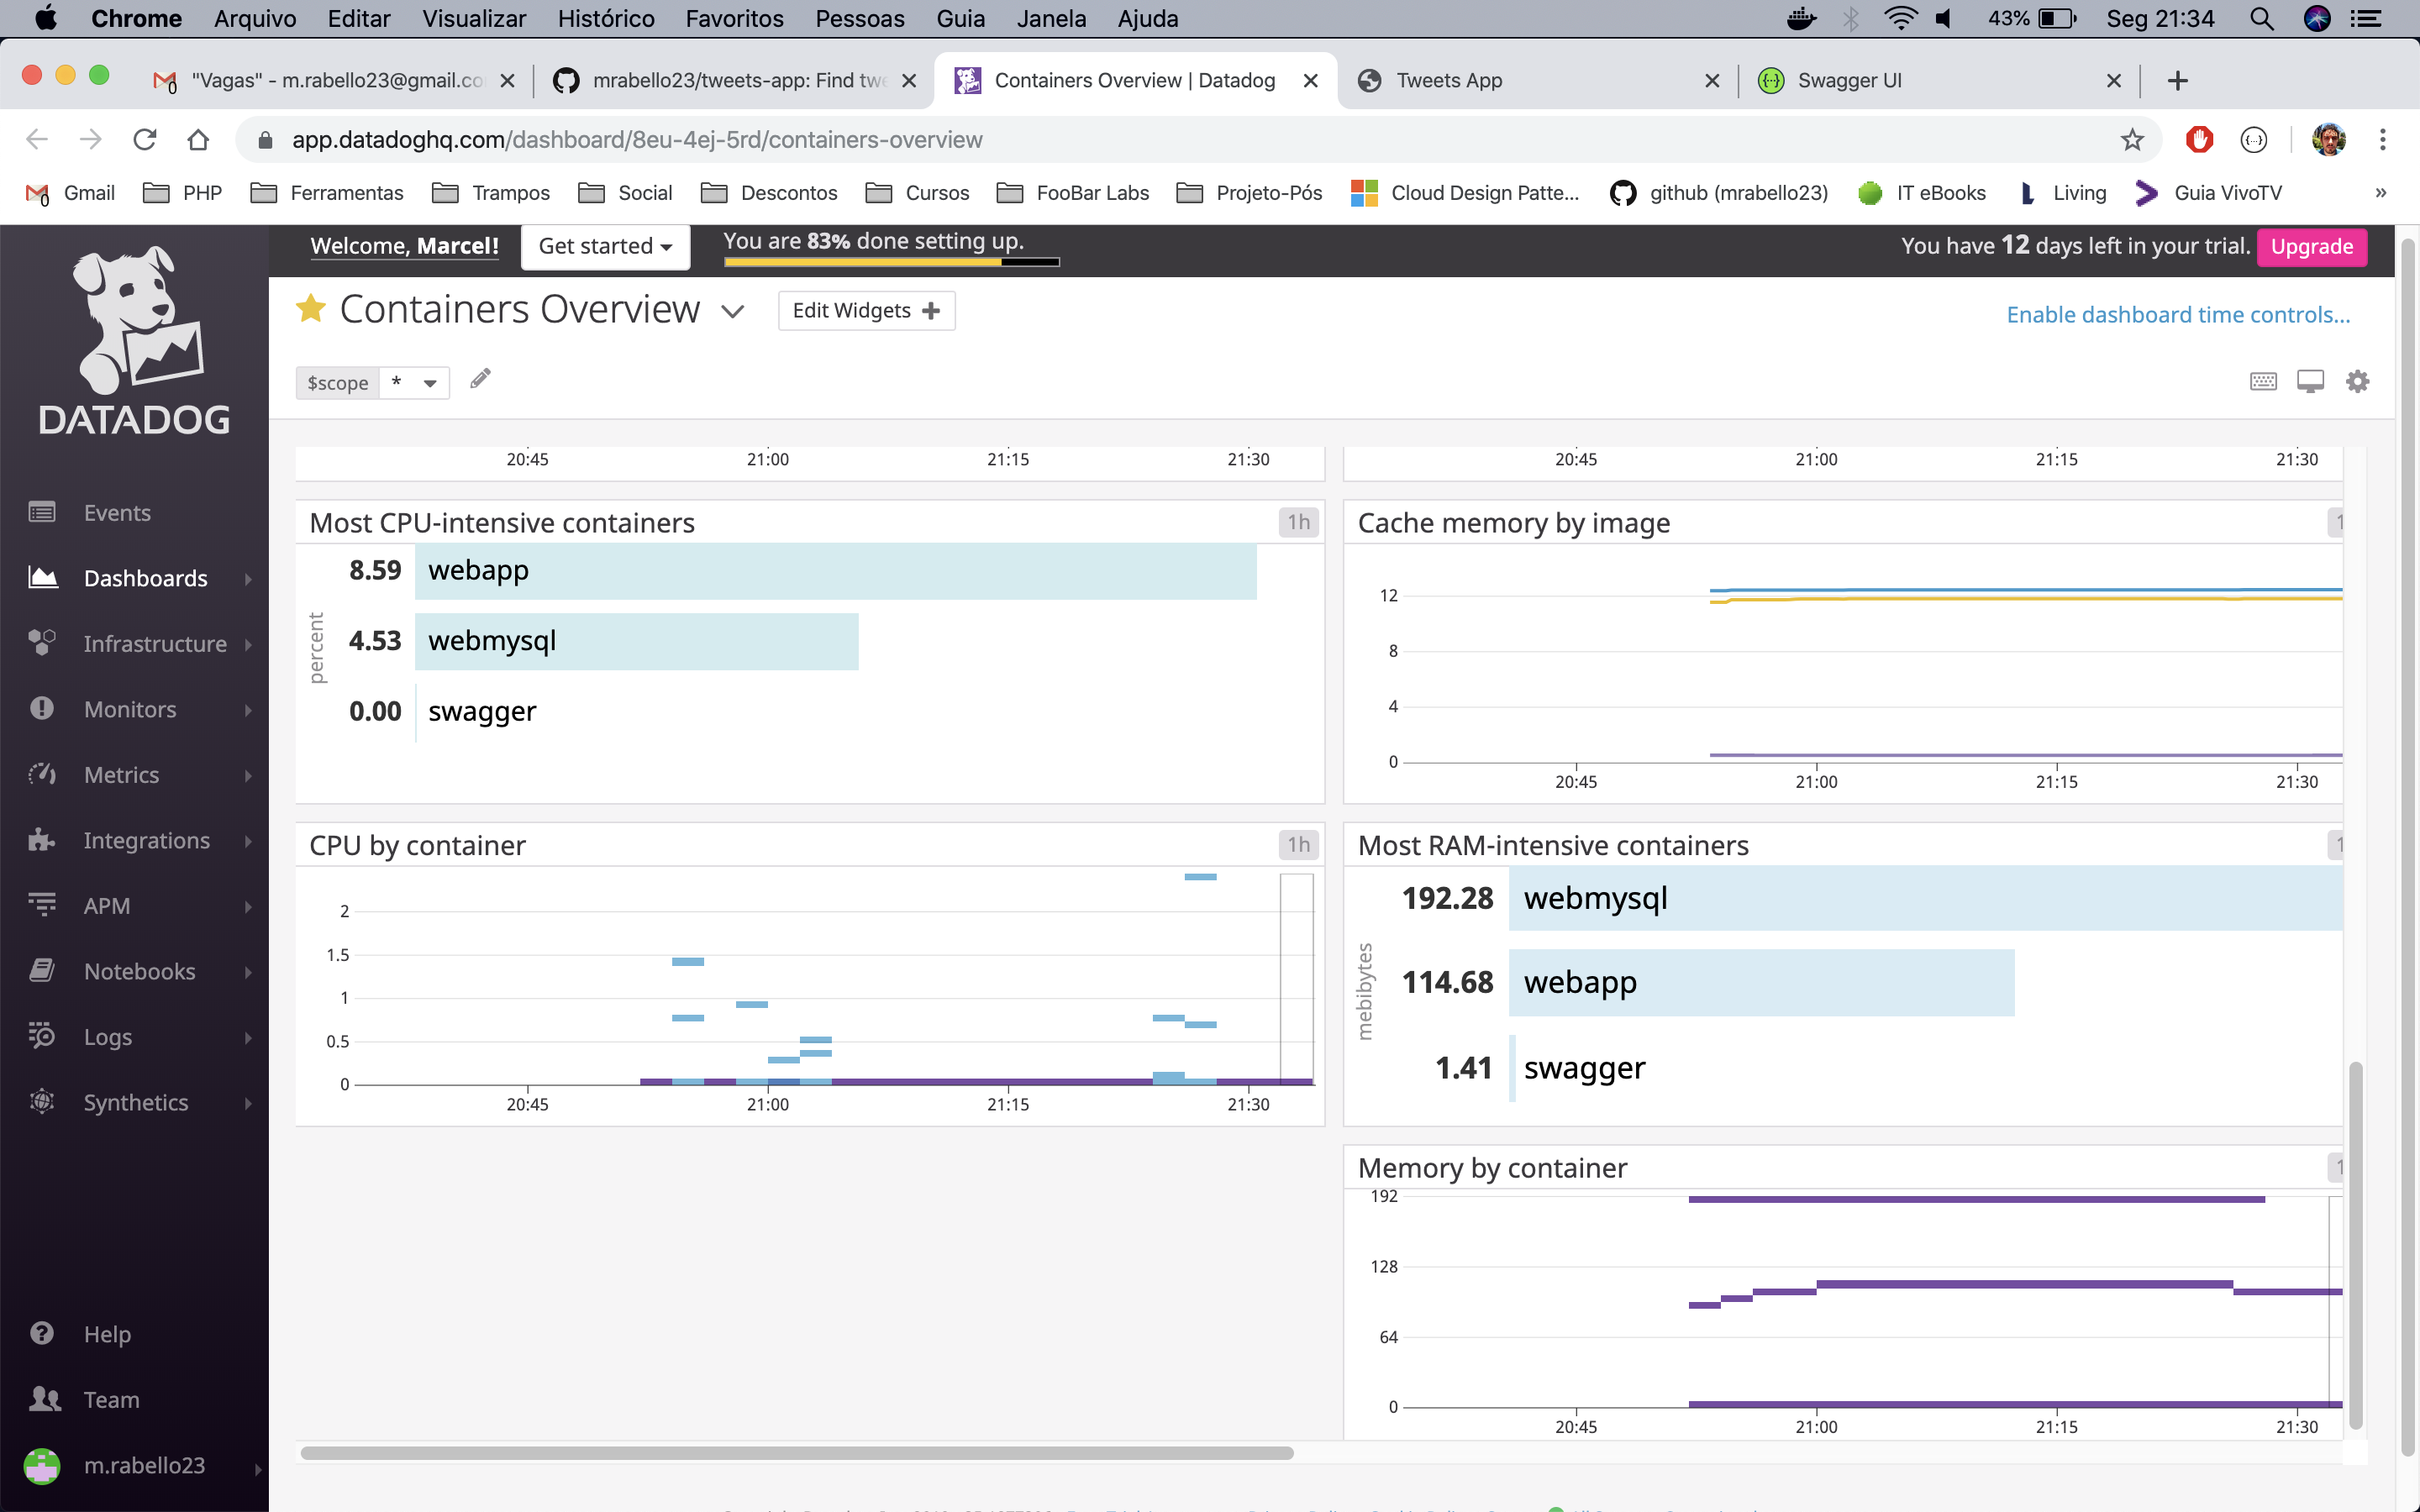 Chrome Arquivo Editar Visualizar Histórico Favoritos Pessoas Guia Janela Ajuda 43% Seg 21:34
"Vagas" - m.rabello23@gmail.co mrabello23/tweets-app: Find twe Containers Overview | Datadog Tweets App Swagger UI
app.datadoghq.com/dashboard/8eu-4ej-5rd/containers-overview
Gmail PHP Ferramentas Trampos Social Descontos Cursos FooBar Labs Projeto-Pós Cloud Design Patte... github (mrabello23) IT eBooks Living Guia VivoTV »
Welcome, Marcel! Get started You are 83% done setting up. You have 12 days left in your trial. Upgrade
DATADOG
Events
Dashboards
Infrastructure
Monitors
Metrics
Integrations
APM
Notebooks
Logs
Synthetics
Help
Team
m.rabello23
Containers Overview Edit Widgets + Enable dashboard time controls...
$scope *
20:45 21:00 21:15 21:30
20:45 21:00 21:15 21:30
Most CPU-intensive containers 1h
percent
8.59 webapp
4.53 webmysql
0.00 swagger
Cache memory by image 1
12
8
4
0
20:45 21:00 21:15 21:30
CPU by container 1h
2
1.5
1
0.5
0
20:45 21:00 21:15 21:30
Most RAM-intensive containers 1
mebibytes
192.28 webmysql
114.68 webapp
1.41 swagger
Memory by container 1
192
128
64
0
20:45 21:00 21:15 21:30